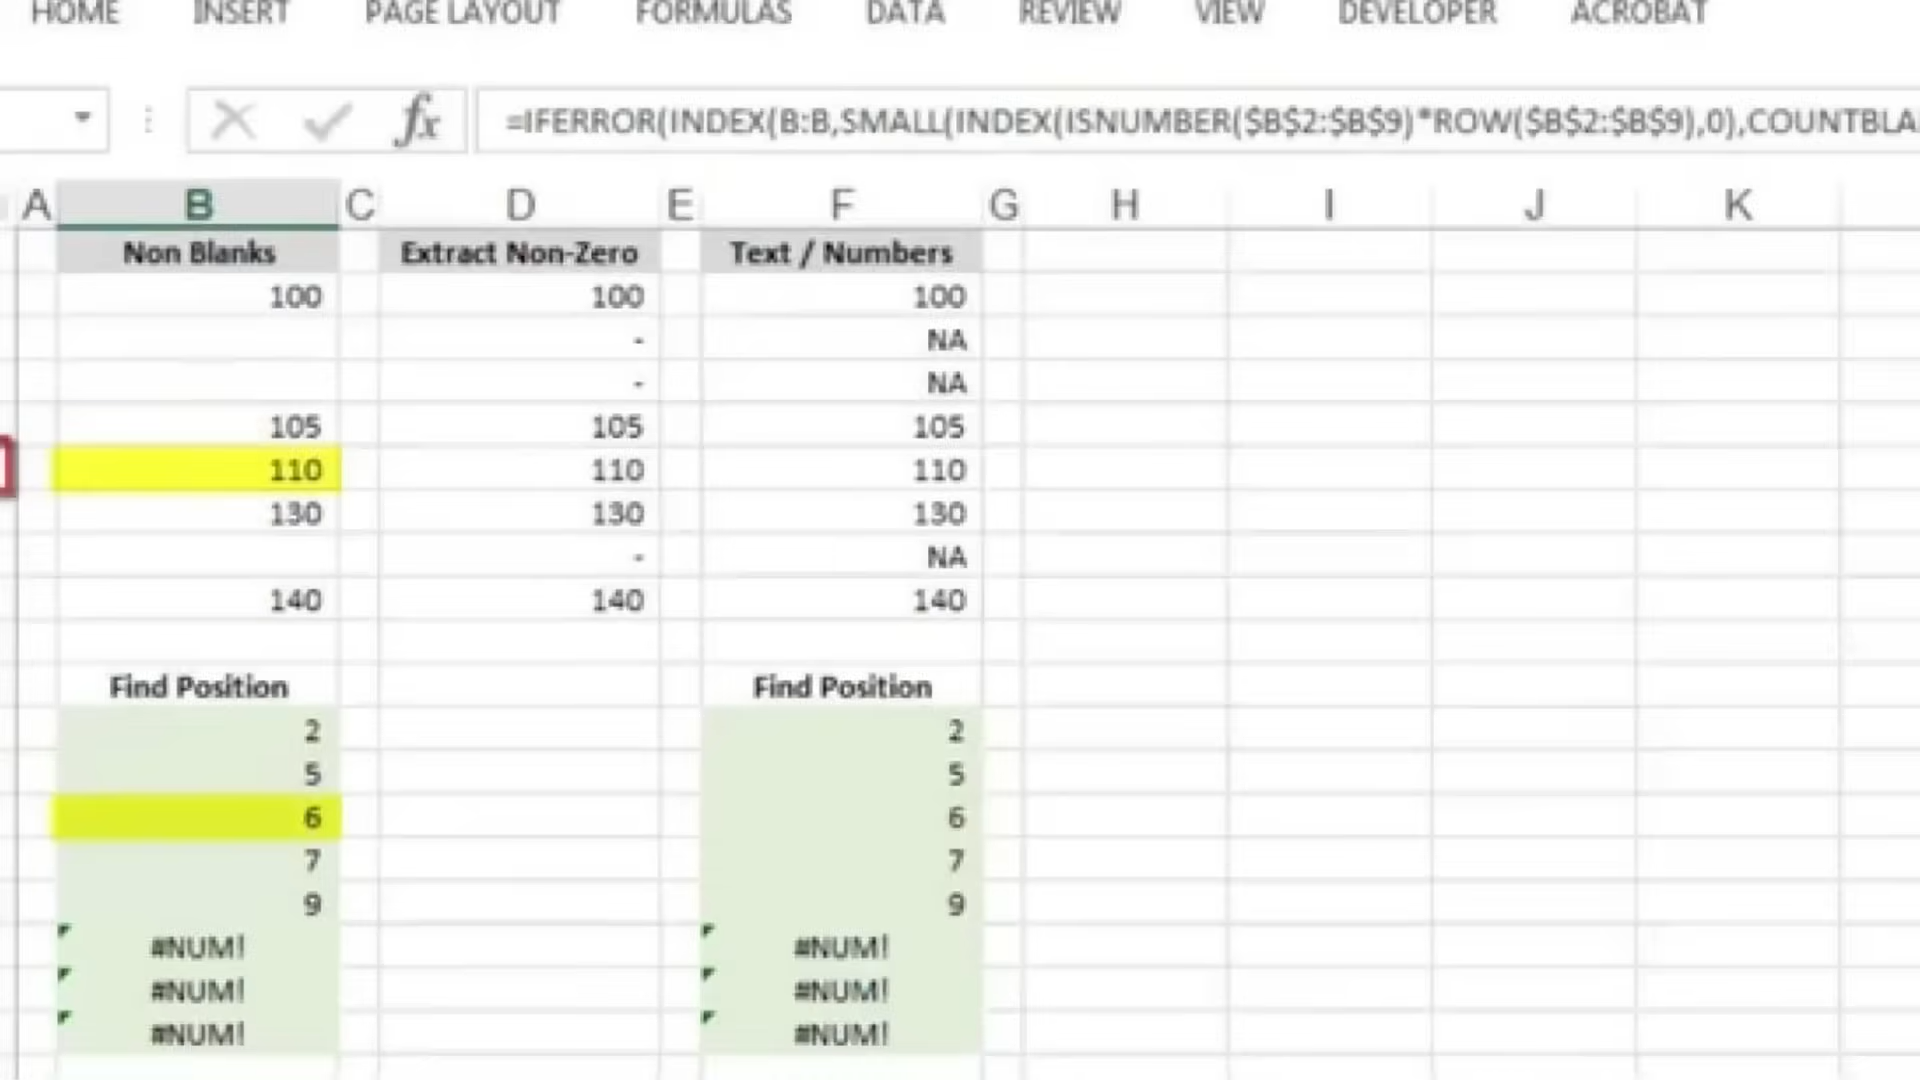 HOME INSERT PAGE LAYOUT FORMULAS DATA REVIEW VIEW DEVELOPER ACROBAT
fx =IFERROR(INDEX(B:B,SMALL(INDEX(ISNUMBER($B$2:$B$9)*ROW($B$2:$B$9),0),COUNTBLA
A B C D E F G H I J K
Non Blanks Extract Non-Zero Text / Numbers
100 100 100
- NA
- NA
105 105 105
110 110 110
130 130 130
- NA
140 140 140
Find Position Find Position
2 2
5 5
6 6
7 7
9 9
#NUM! #NUM!
#NUM! #NUM!
#NUM! #NUM!